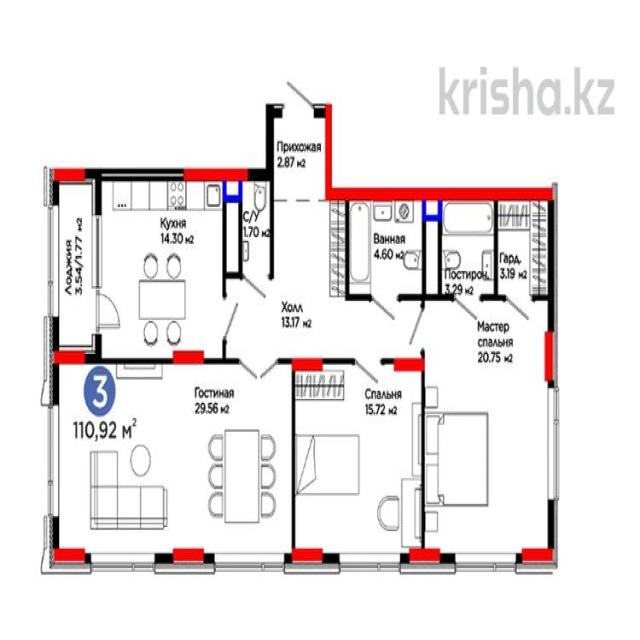 krisha.kz
Прихожая
2.87 м2
Кухня
14.30 м2
С/У
1.70 м2
Ванная
4.60 м2
Постироч.
3.29 м2
Гард.
3.19 м2
Лоджия
3.54/1.77 м2
Холл
13.17 м2
Мастер
спальня
20.75 м2
3
110,92 м2
Гостиная
29.56 м2
Спальня
15.72 м2